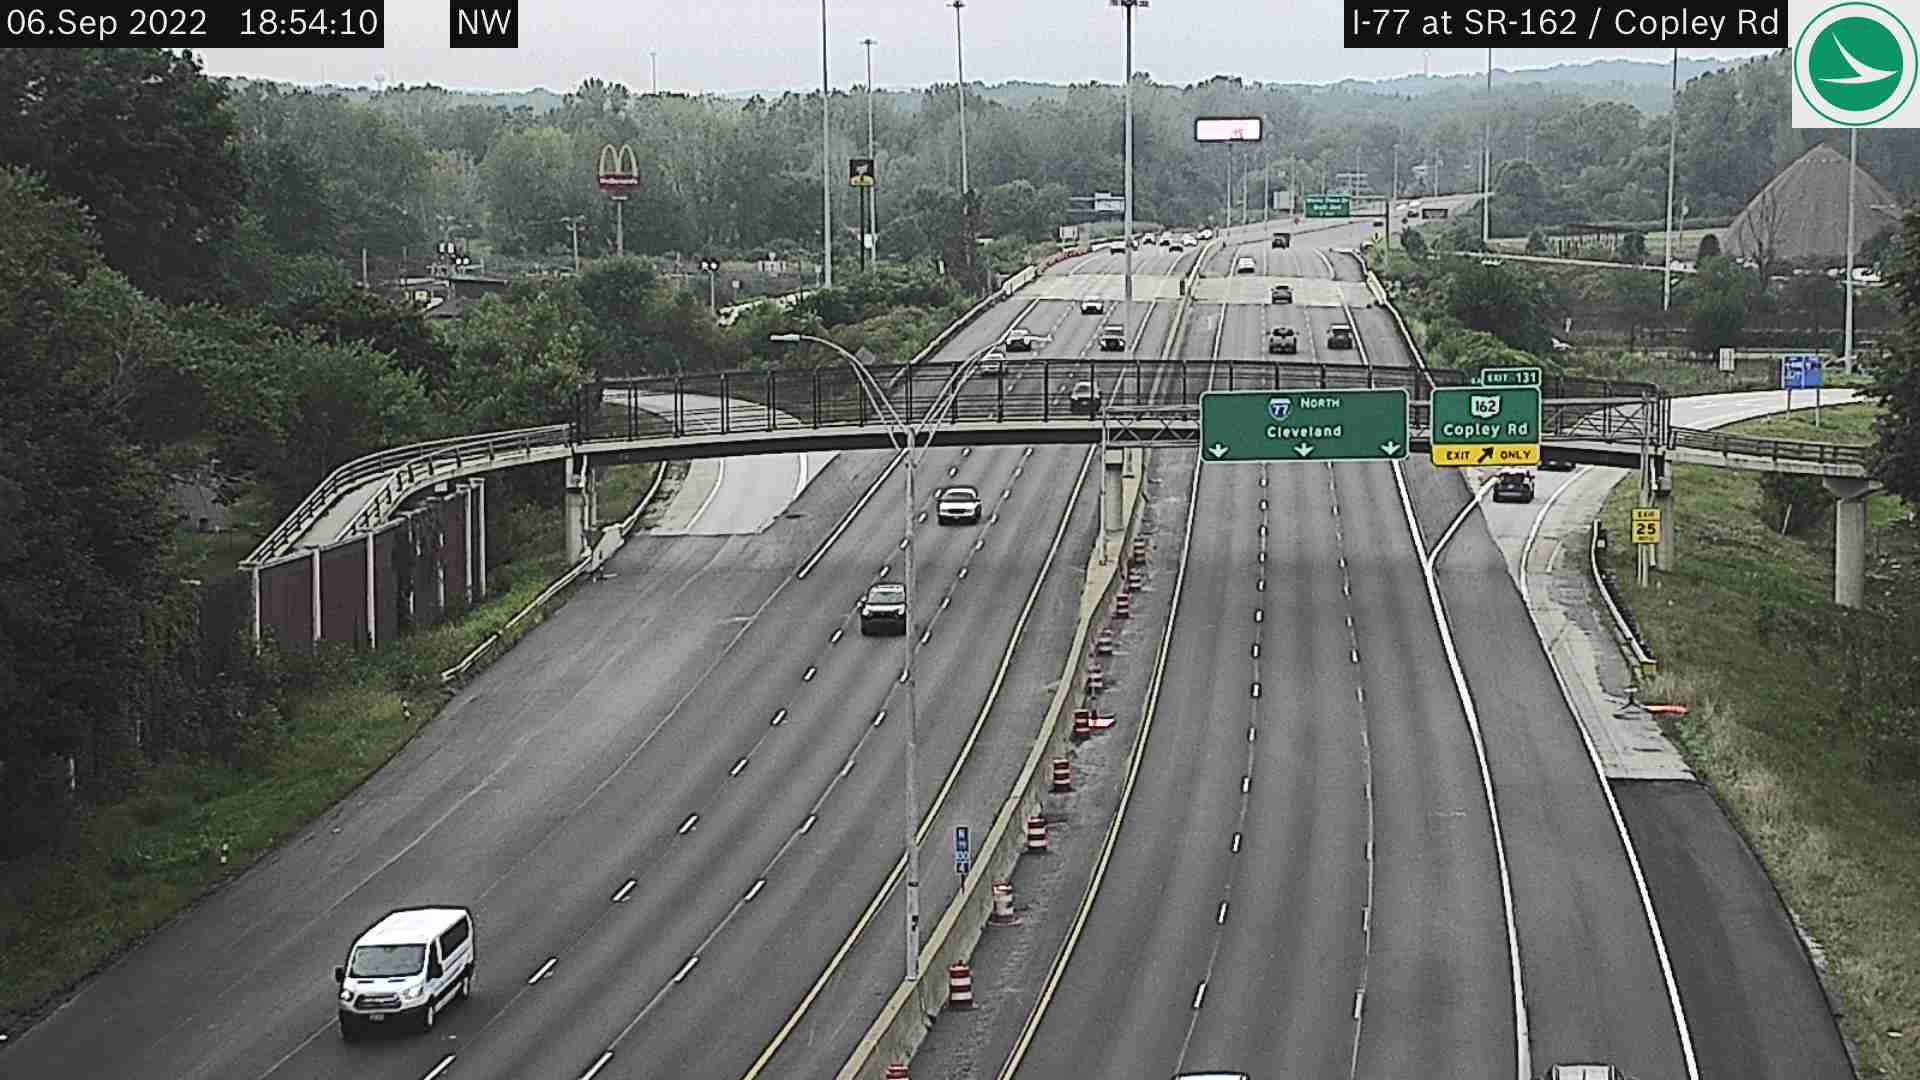 06.Sep 2022 18:54:10
NW
I-77 at SR-162 / Copley Rd
McDonald's
EXIT 131
77 NORTH
Cleveland
162
Copley Rd
EXIT ONLY
EXIT
25